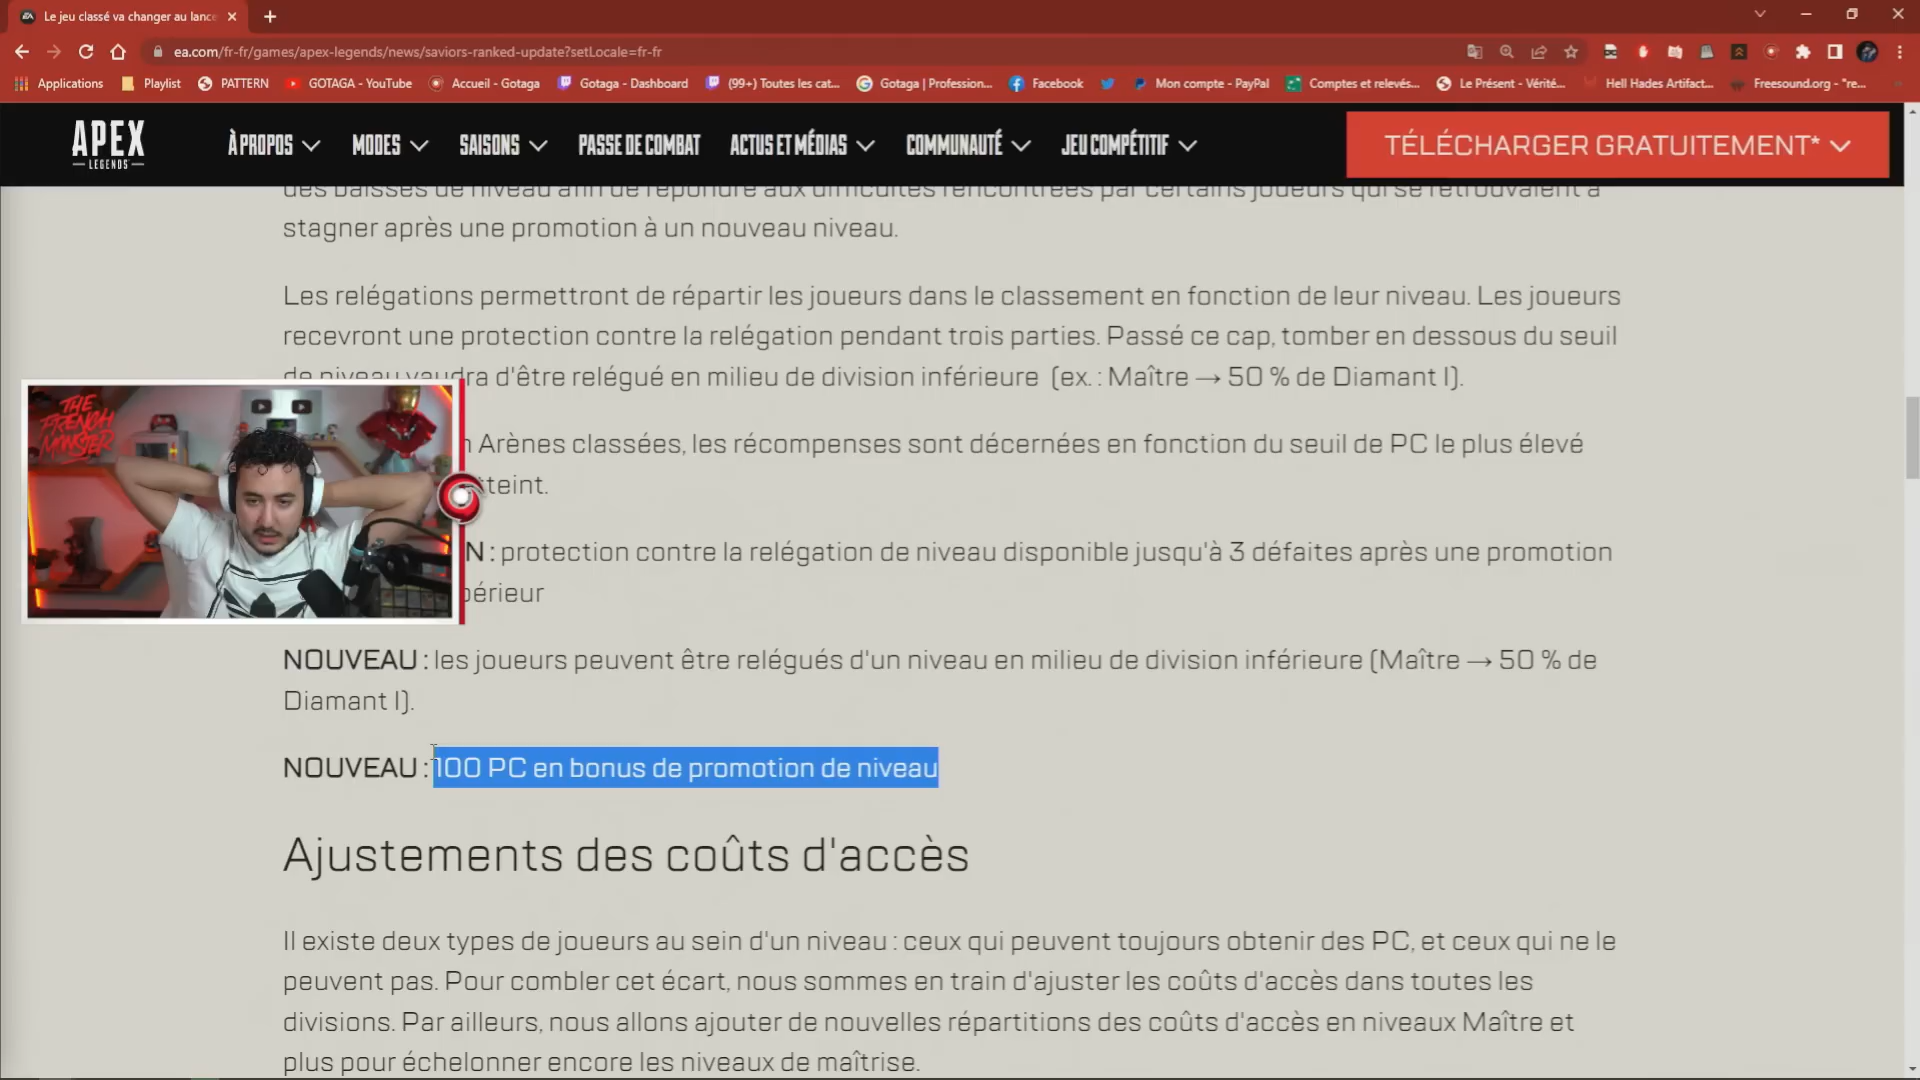 Le jeu classé va changer au lance
ea.com/fr-fr/games/apex-legends/news/saviors-ranked-update?setLocale=fr-fr
Applications
Playlist
PATTERN
GOTAGA - YouTube
Accueil - Gotaga
Gotaga - Dashboard
(99+) Toutes les cat...
Gotaga | Profession...
Facebook
Mon compte - PayPal
Comptes et relevés...
Le Présent - Vérité...
Hell Hades Artifact...
Freesound.org - "re...
APEX
LEGENDS
À PROPOS
MODES
SAISONS
PASSE DE COMBAT
ACTUS ET MÉDIAS
COMMUNAUTÉ
JEU COMPÉTITIF
TÉLÉCHARGER GRATUITEMENT*
des baisses de niveau afin de répondre aux difficultés rencontrées par certains joueurs qui se retrouvaient à
stagner après une promotion à un nouveau niveau.
Les relégations permettront de répartir les joueurs dans le classement en fonction de leur niveau. Les joueurs
recevront une protection contre la relégation pendant trois parties. Passé ce cap, tomber en dessous du seuil
de niveau vaudra d'être relégué en milieu de division inférieure (ex. : Maître → 50 % de Diamant I).
n Arènes classées, les récompenses sont décernées en fonction du seuil de PC le plus élevé
tteint.
N : protection contre la relégation de niveau disponible jusqu'à 3 défaites après une promotion
périeur
NOUVEAU : les joueurs peuvent être relégués d'un niveau en milieu de division inférieure (Maître → 50 % de
Diamant I).
NOUVEAU : 100 PC en bonus de promotion de niveau
Ajustements des coûts d'accès
Il existe deux types de joueurs au sein d'un niveau : ceux qui peuvent toujours obtenir des PC, et ceux qui ne le
peuvent pas. Pour combler cet écart, nous sommes en train d'ajuster les coûts d'accès dans toutes les
divisions. Par ailleurs, nous allons ajouter de nouvelles répartitions des coûts d'accès en niveaux Maître et
plus pour échelonner encore les niveaux de maîtrise.
THE
FRENCH
MONSTER